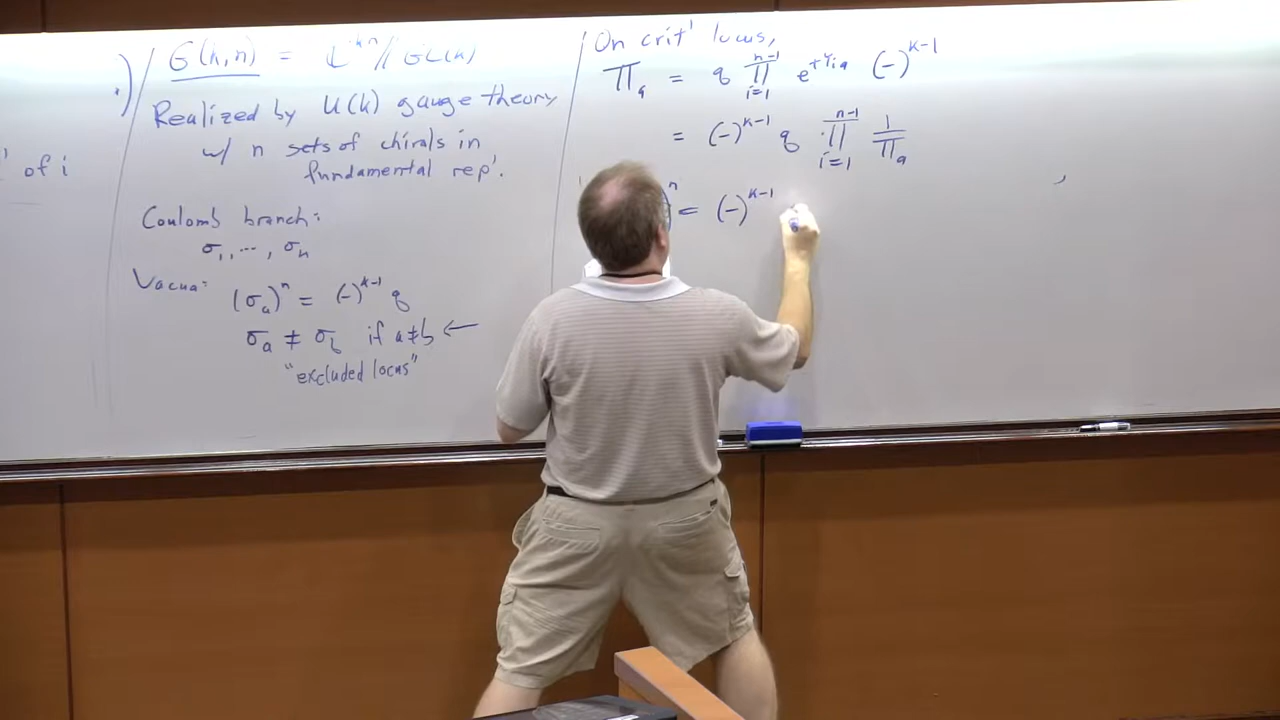 of i
G(k,n) = ℂ^{kn}//GL(k)
Realized by U(k) gauge theory
w/ n sets of chirals in
fundamental rep'.
Coulomb branch:
σ_1, ⋯, σ_n
Vacua: (σ_a)^n = (-)^{k-1} q
σ_a ≠ σ_b if a≠b ←
"excluded locus"
On crit' locus,
Π_a = q ∏_{i=1}^{n-1} e^{+Y_{ia}} (-)^{k-1}
= (-)^{k-1} q ∏_{i=1}^{n-1} 1/Π_a
)^n = (-)^{k-1}